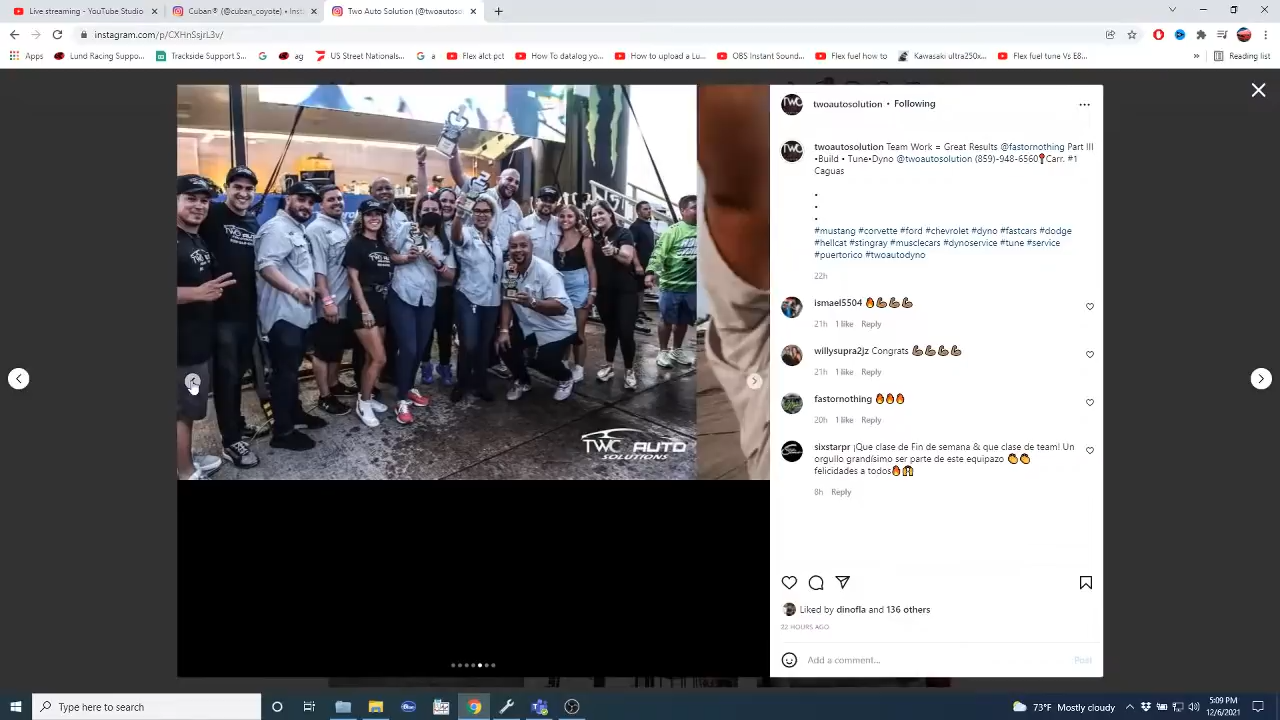 Live streaming - YouTube Studio
Cuban® (@cuban_coyote) • Inst
Two Auto Solution (@twoautoso
instagram.com/p/CXHnSsjrL3v/
Apps
Lund Racing Suppo...
Trackside Support S...
ag
US Street Nationals...
a
Flex alct pct
How To datalog yo...
How to upload a Lu...
OBS Instant Sound...
Flex fuel how to
Kawasaki ultra250x...
Flex fuel tune Vs E8...
»
Reading list
TWC AUTO
SOLUTIONS
twoautosolution • Following
twoautosolution Team Work = Great Results @fastornothing Part III
•Build • Tune•Dyno @twoautosolution (859)-948-6560📍Carr. #1
Caguas
•
•
•
#mustang #corvette #ford #chevrolet #dyno #fastcars #dodge
#hellcat #stingray #musclecars #dynoservice #tune #service
#puertorico #twoautodyno
22h
ismael5504 🔥💪🏽💪🏽💪🏽
21h 1 like Reply
willysupra2jz Congrats 💪🏽💪🏽💪🏽💪🏽
21h 1 like Reply
fastornothing 🔥🔥🔥
20h 1 like Reply
sixstarpr ¡Que clase de Fin de semana & que clase de team! Un
orgullo grandísimo ser parte de este equipazo 👏👏
felicidades a todos🔥🙌
8h Reply
Liked by dinofla and 136 others
22 HOURS AGO
Add a comment...
Post
Type here to search
73°F Mostly cloudy
5:09 PM
12/6/2021